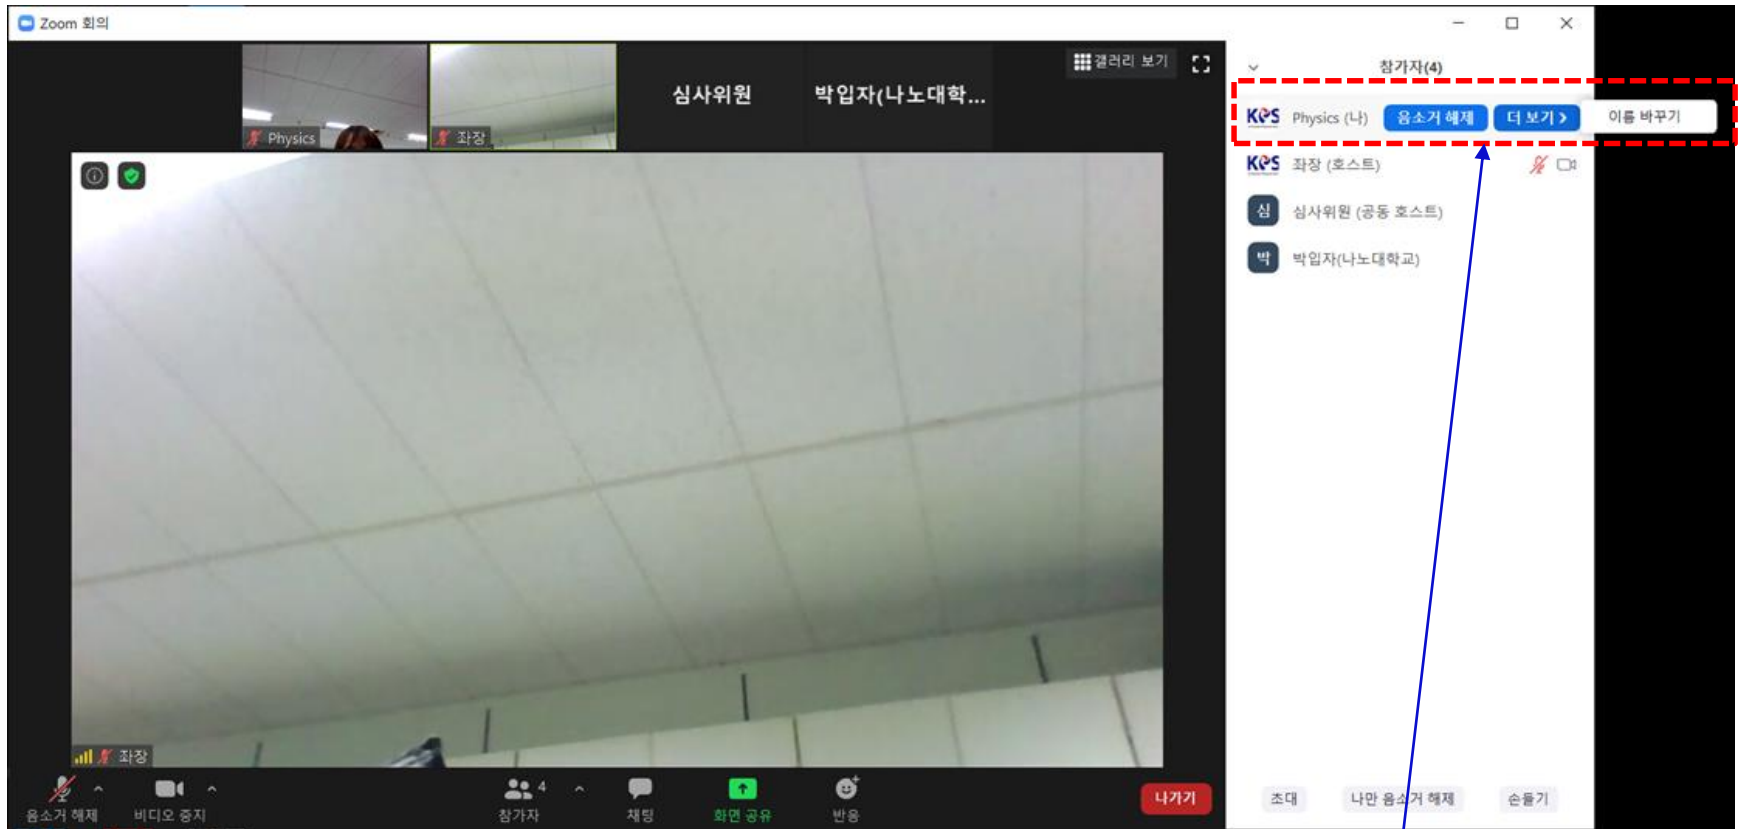 Zoom 회의
Physics
좌장
심사위원
박입자(나노대학...
갤러리 보기
참가자(4)
KPS Physics (나) 음소거 해제 더 보기 > 이름 바꾸기
KPS 좌장 (호스트)
심 심사위원 (공동 호스트)
박 박입자(나노대학교)
좌장
음소거 해제
비디오 중지
4
참가자
채팅
화면 공유
반응
나가기
초대
나만 음소거 해제
손들기